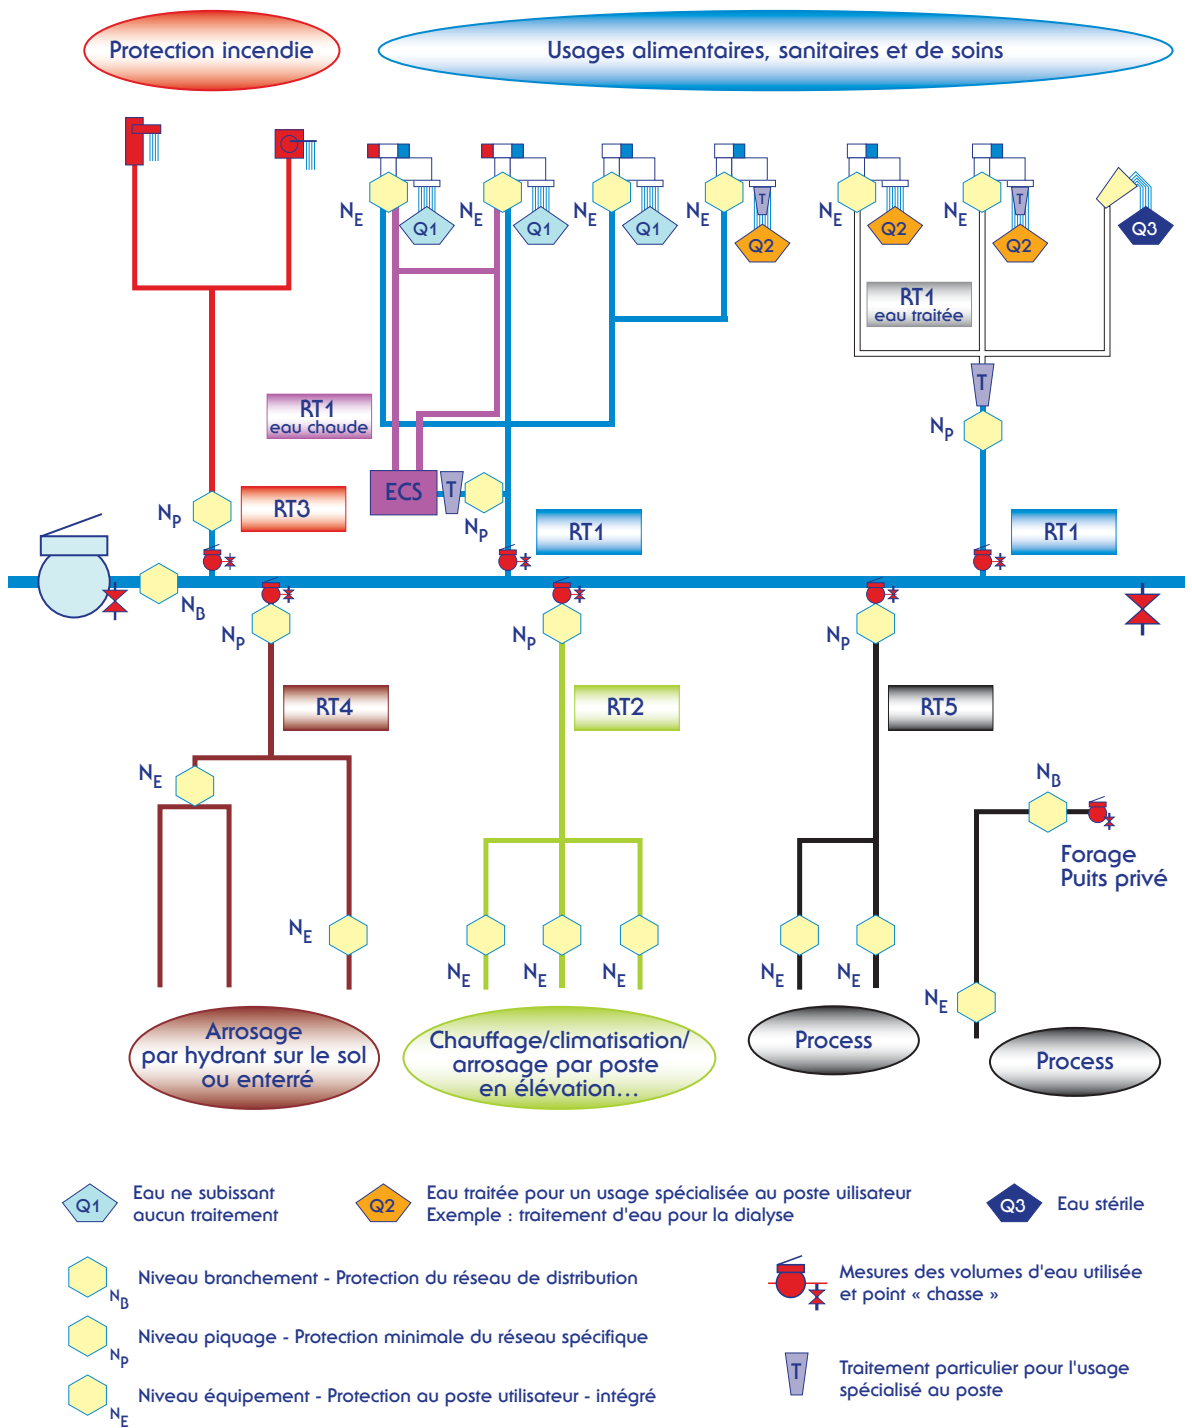 Protection incendie
Usages alimentaires, sanitaires et de soins
NE
Q1
NE
Q1
NE
Q1
NE
T
Q2
NE
Q2
NE
T
Q2
Q3
RT1
eau traitée
T
NP
RT1
eau chaude
ECS
T
NP
NP
RT3
RT1
RT1
NB
NP
NP
NP
RT4
RT2
RT5
NE
NB
Forage
Puits privé
NE
NE
NE
NE
NE
NE
NE
Arrosage
par hydrant sur le sol
ou enterré
Chauffage/climatisation/
arrosage par poste
en élévation...
Process
Process
Q1
Eau ne subissant
aucun traitement
Q2
Eau traitée pour un usage spécialisée au poste uilisateur
Exemple : traitement d'eau pour la dialyse
Q3
Eau stérile
NB
Niveau branchement - Protection du réseau de distribution
Mesures des volumes d'eau utilisée
et point « chasse »
NP
Niveau piquage - Protection minimale du réseau spécifique
T
Traitement particulier pour l'usage
spécialisé au poste
NE
Niveau équipement - Protection au poste utilisateur - intégré